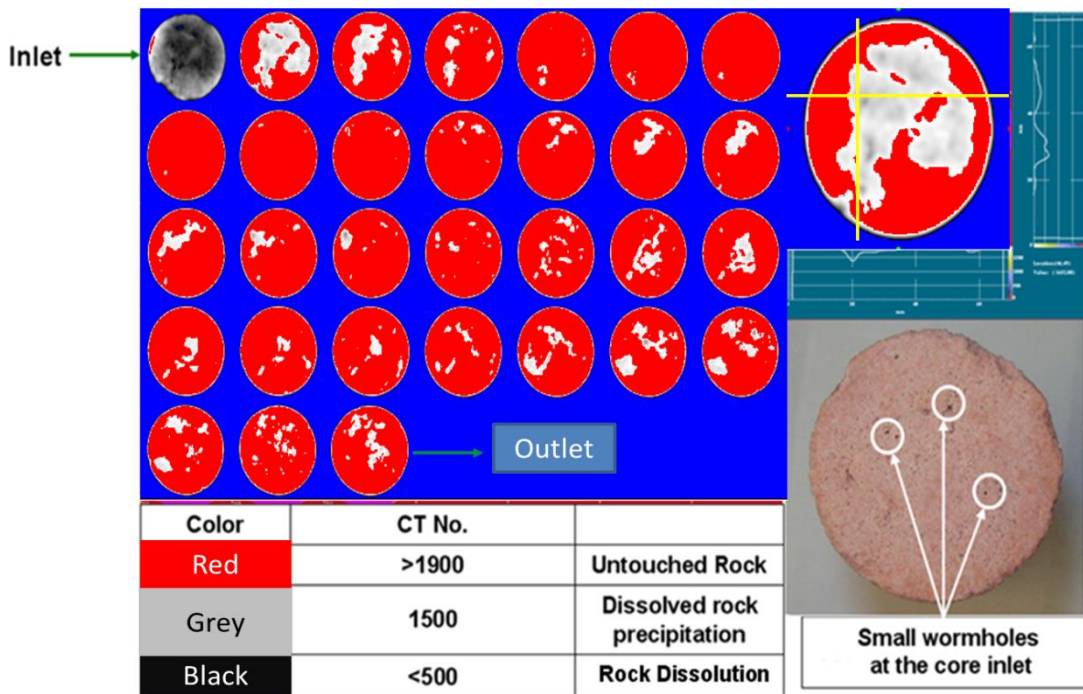 Inlet
Outlet
Color CT No.
Red >1900 Untouched Rock
Grey 1500 Dissolved rock
precipitation
Black <500 Rock Dissolution
Small wormholes
at the core inlet